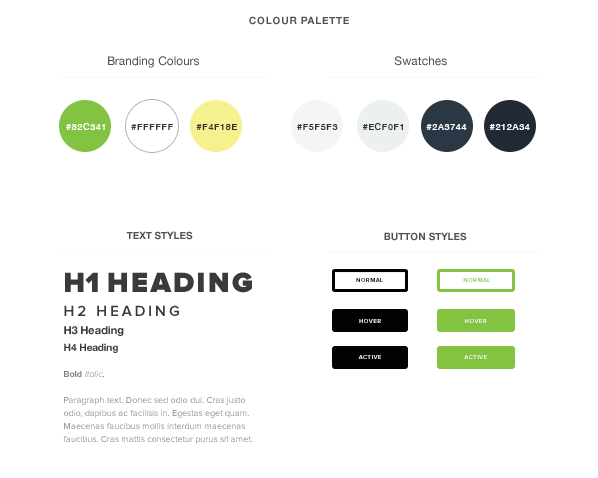 COLOUR PALETTE
Branding Colours
Swatches
#82C341
#FFFFFF
#F4F18E
#F5F5F3
#ECF0F1
#2A3744
#212A34
TEXT STYLES
BUTTON STYLES
H1 HEADING
H2 HEADING
H3 Heading
H4 Heading
Bold Italic.
Paragraph text. Donec sed odio dui. Cras justo
odio, dapibus ac facilisis in. Egestas eget quam.
Maecenas faucibus mollis interdum maecenas
faucibus. Cras mattis consectetur purus sit amet.
NORMAL
NORMAL
HOVER
HOVER
ACTIVE
ACTIVE